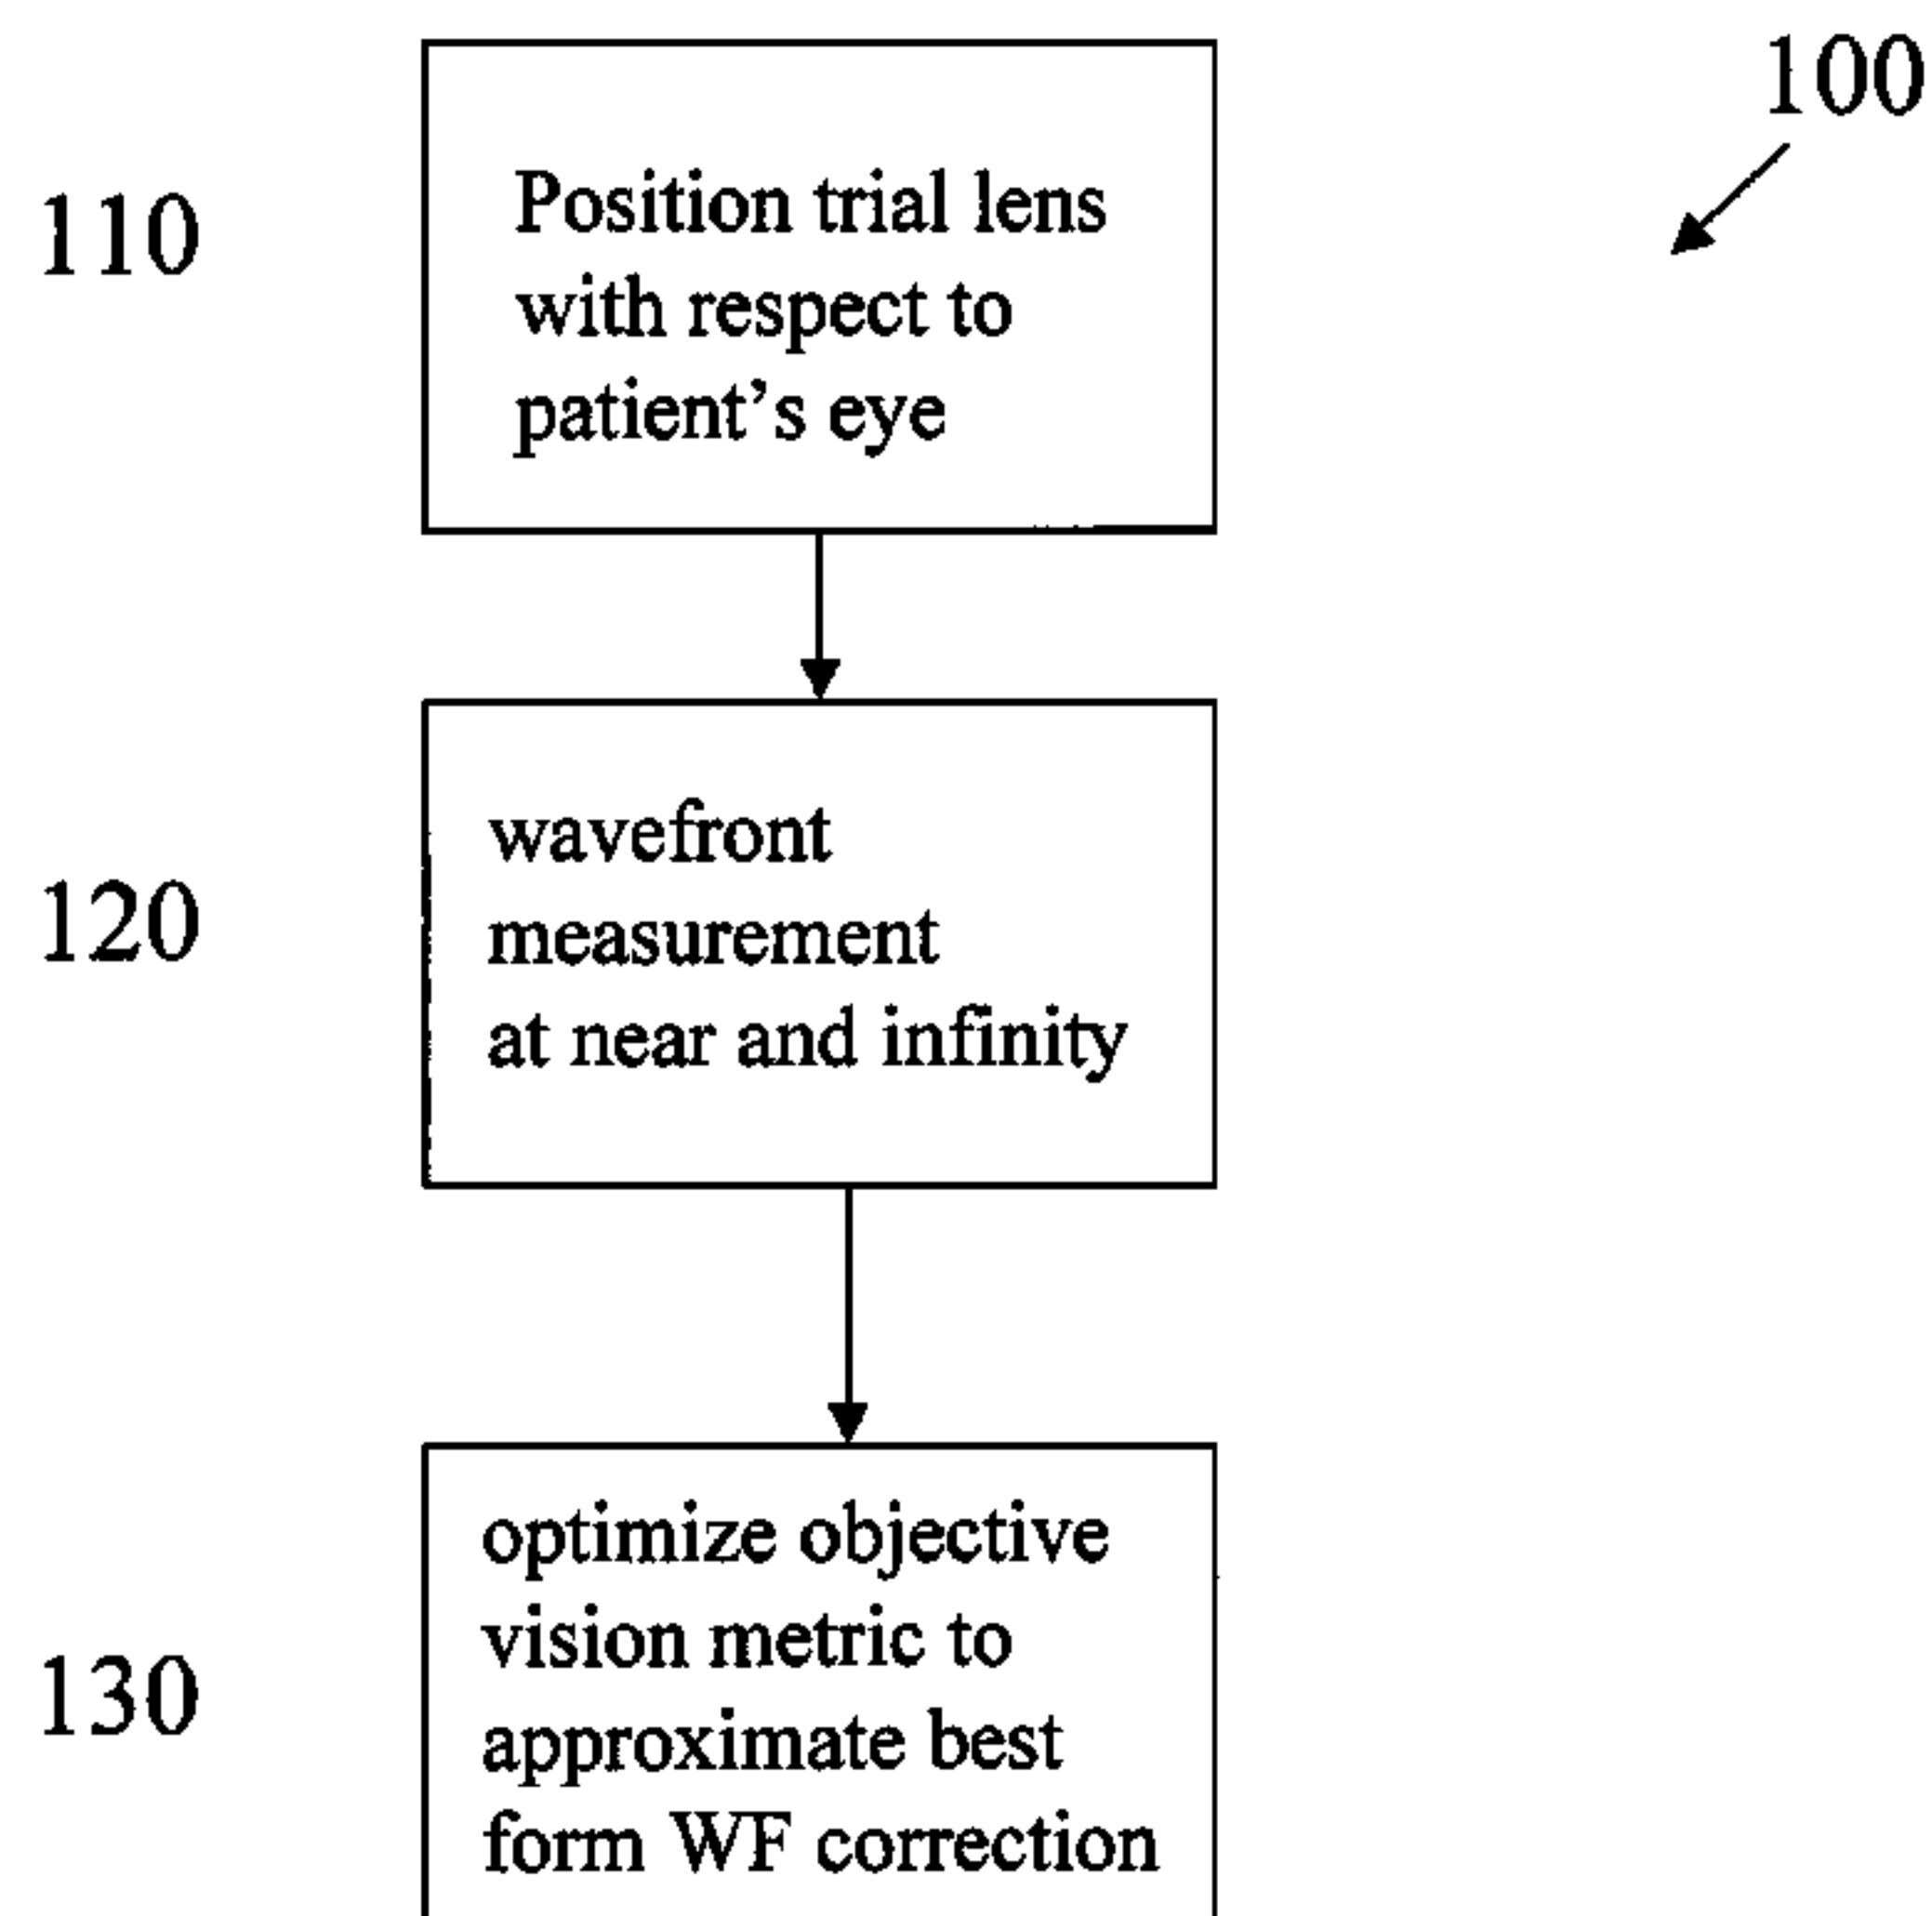 100
110
Position trial lens
with respect to
patient's eye
120
wavefront
measurement
at near and infinity
130
optimize objective
vision metric to
approximate best
form WF correction